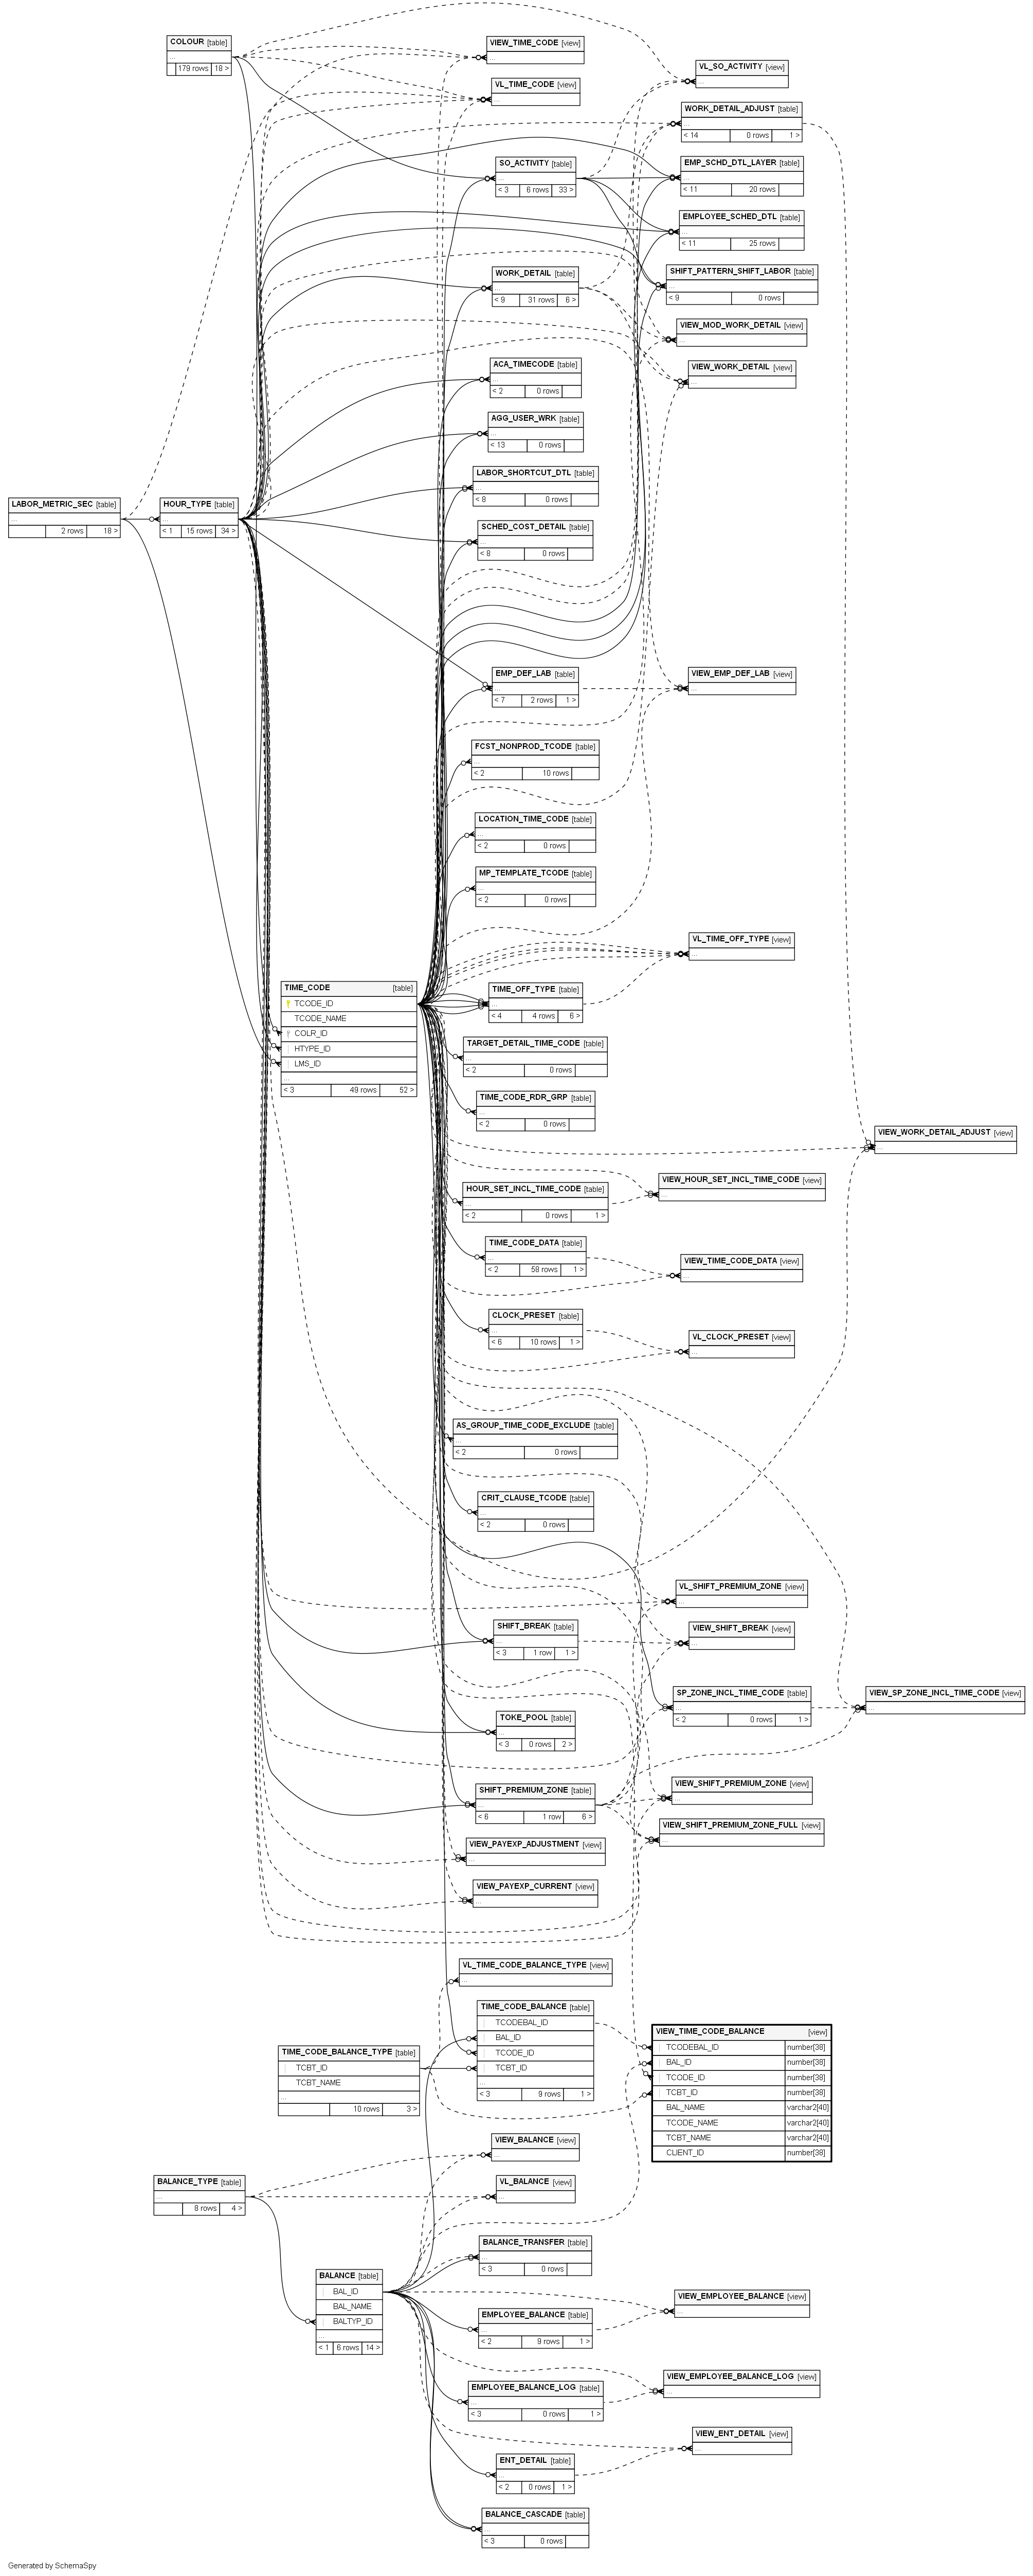 COLOUR [table]
...
179 rows 18 >
VIEW_TIME_CODE [view]
...
VL_TIME_CODE [view]
...
VL_SO_ACTIVITY [view]
...
WORK_DETAIL_ADJUST [table]
...
< 14 0 rows 1 >
SO_ACTIVITY [table]
...
< 3 6 rows 33 >
EMP_SCHD_DTL_LAYER [table]
...
< 11 20 rows
EMPLOYEE_SCHED_DTL [table]
...
< 11 25 rows
WORK_DETAIL [table]
...
< 9 31 rows 6 >
SHIFT_PATTERN_SHIFT_LABOR [table]
...
< 9 0 rows
VIEW_MOD_WORK_DETAIL [view]
...
ACA_TIMECODE [table]
...
< 2 0 rows
VIEW_WORK_DETAIL [view]
...
AGG_USER_WRK [table]
...
< 13 0 rows
LABOR_SHORTCUT_DTL [table]
...
< 8 0 rows
LABOR_METRIC_SEC [table]
...
2 rows 18 >
HOUR_TYPE [table]
...
< 1 15 rows 34 >
SCHED_COST_DETAIL [table]
...
< 8 0 rows
EMP_DEF_LAB [table]
...
< 7 2 rows 1 >
VIEW_EMP_DEF_LAB [view]
...
FCST_NONPROD_TCODE [table]
...
< 2 10 rows
LOCATION_TIME_CODE [table]
...
< 2 0 rows
MP_TEMPLATE_TCODE [table]
...
< 2 0 rows
VL_TIME_OFF_TYPE [view]
...
TIME_CODE [table]
TCODE_ID
TCODE_NAME
COLR_ID
HTYPE_ID
LMS_ID
...
< 3 49 rows 52 >
TIME_OFF_TYPE [table]
...
< 4 4 rows 6 >
TARGET_DETAIL_TIME_CODE [table]
...
< 2 0 rows
TIME_CODE_RDR_GRP [table]
...
< 2 0 rows
VIEW_WORK_DETAIL_ADJUST [view]
...
HOUR_SET_INCL_TIME_CODE [table]
...
< 2 0 rows 1 >
VIEW_HOUR_SET_INCL_TIME_CODE [view]
...
TIME_CODE_DATA [table]
...
< 2 58 rows 1 >
VIEW_TIME_CODE_DATA [view]
...
CLOCK_PRESET [table]
...
< 6 10 rows 1 >
VL_CLOCK_PRESET [view]
...
AS_GROUP_TIME_CODE_EXCLUDE [table]
...
< 2 0 rows
CRIT_CLAUSE_TCODE [table]
...
< 2 0 rows
VL_SHIFT_PREMIUM_ZONE [view]
...
SHIFT_BREAK [table]
...
< 3 1 row 1 >
VIEW_SHIFT_BREAK [view]
...
SP_ZONE_INCL_TIME_CODE [table]
...
< 2 0 rows 1 >
VIEW_SP_ZONE_INCL_TIME_CODE [view]
...
TOKE_POOL [table]
...
< 3 0 rows 2 >
SHIFT_PREMIUM_ZONE [table]
...
< 6 1 row 6 >
VIEW_SHIFT_PREMIUM_ZONE [view]
...
VIEW_SHIFT_PREMIUM_ZONE_FULL [view]
...
VIEW_PAYEXP_ADJUSTMENT [view]
...
VIEW_PAYEXP_CURRENT [view]
...
VL_TIME_CODE_BALANCE_TYPE [view]
...
TIME_CODE_BALANCE [table]
TCODEBAL_ID
BAL_ID
TCODE_ID
TCBT_ID
...
< 3 9 rows 1 >
TIME_CODE_BALANCE_TYPE [table]
TCBT_ID
TCBT_NAME
...
10 rows 3 >
VIEW_TIME_CODE_BALANCE [view]
TCODEBAL_ID number[38]
BAL_ID number[38]
TCODE_ID number[38]
TCBT_ID number[38]
BAL_NAME varchar2[40]
TCODE_NAME varchar2[40]
TCBT_NAME varchar2[40]
CLIENT_ID number[38]
VIEW_BALANCE [view]
...
BALANCE_TYPE [table]
...
8 rows 4 >
VL_BALANCE [view]
...
BALANCE_TRANSFER [table]
...
< 3 0 rows
BALANCE [table]
BAL_ID
BAL_NAME
BALTYP_ID
...
< 1 6 rows 14 >
VIEW_EMPLOYEE_BALANCE [view]
...
EMPLOYEE_BALANCE [table]
...
< 2 9 rows 1 >
VIEW_EMPLOYEE_BALANCE_LOG [view]
...
EMPLOYEE_BALANCE_LOG [table]
...
< 3 0 rows 1 >
VIEW_ENT_DETAIL [view]
...
ENT_DETAIL [table]
...
< 2 0 rows 1 >
BALANCE_CASCADE [table]
...
< 3 0 rows
Generated by SchemaSpy